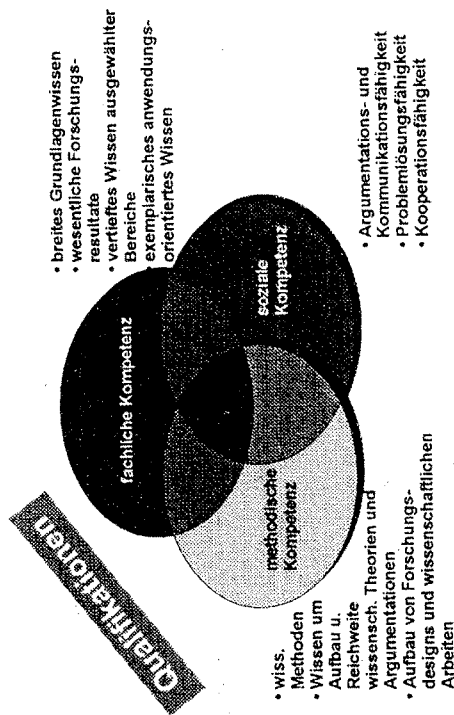 Qualifikationen
fachliche Kompetenz
• breites Grundlagenwissen
• wesentliche Forschungs-
resultate
• vertieftes Wissen ausgewählter
Bereiche
• exemplarisches anwendungs-
orientiertes Wissen
methodische
Kompetenz
soziale
Kompetenz
• wiss.
Methoden
• Wissen um
Aufbau u.
Reichweite
wissensch. Theorien und
Argumentationen
• Aufbau von Forschungs-
designs und wissenschaftlichen
Arbeiten
• Argumentations- und
Kommunikationsfähigkeit
• Problemlösungsfähigkeit
• Kooperationsfähigkeit